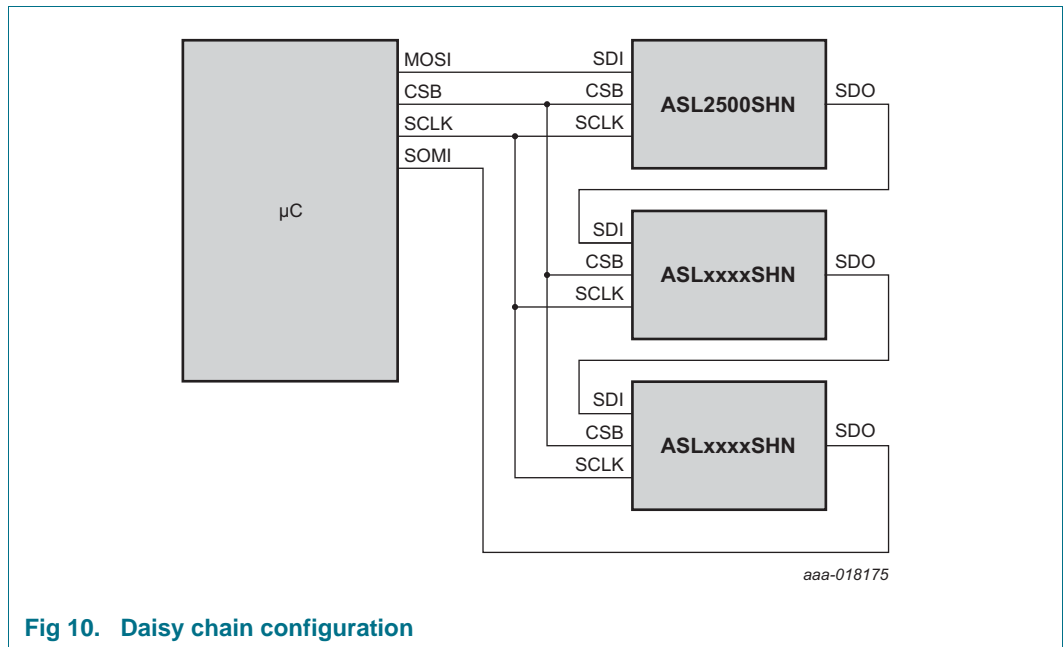 MOSI
SDI
CSB
CSB
ASL2500SHN
SDO
SCLK
SCLK
SOMI
µC
SDI
CSB
ASLxxxxSHN
SDO
SCLK
SDI
CSB
ASLxxxxSHN
SDO
SCLK
aaa-018175
Fig 10. Daisy chain configuration